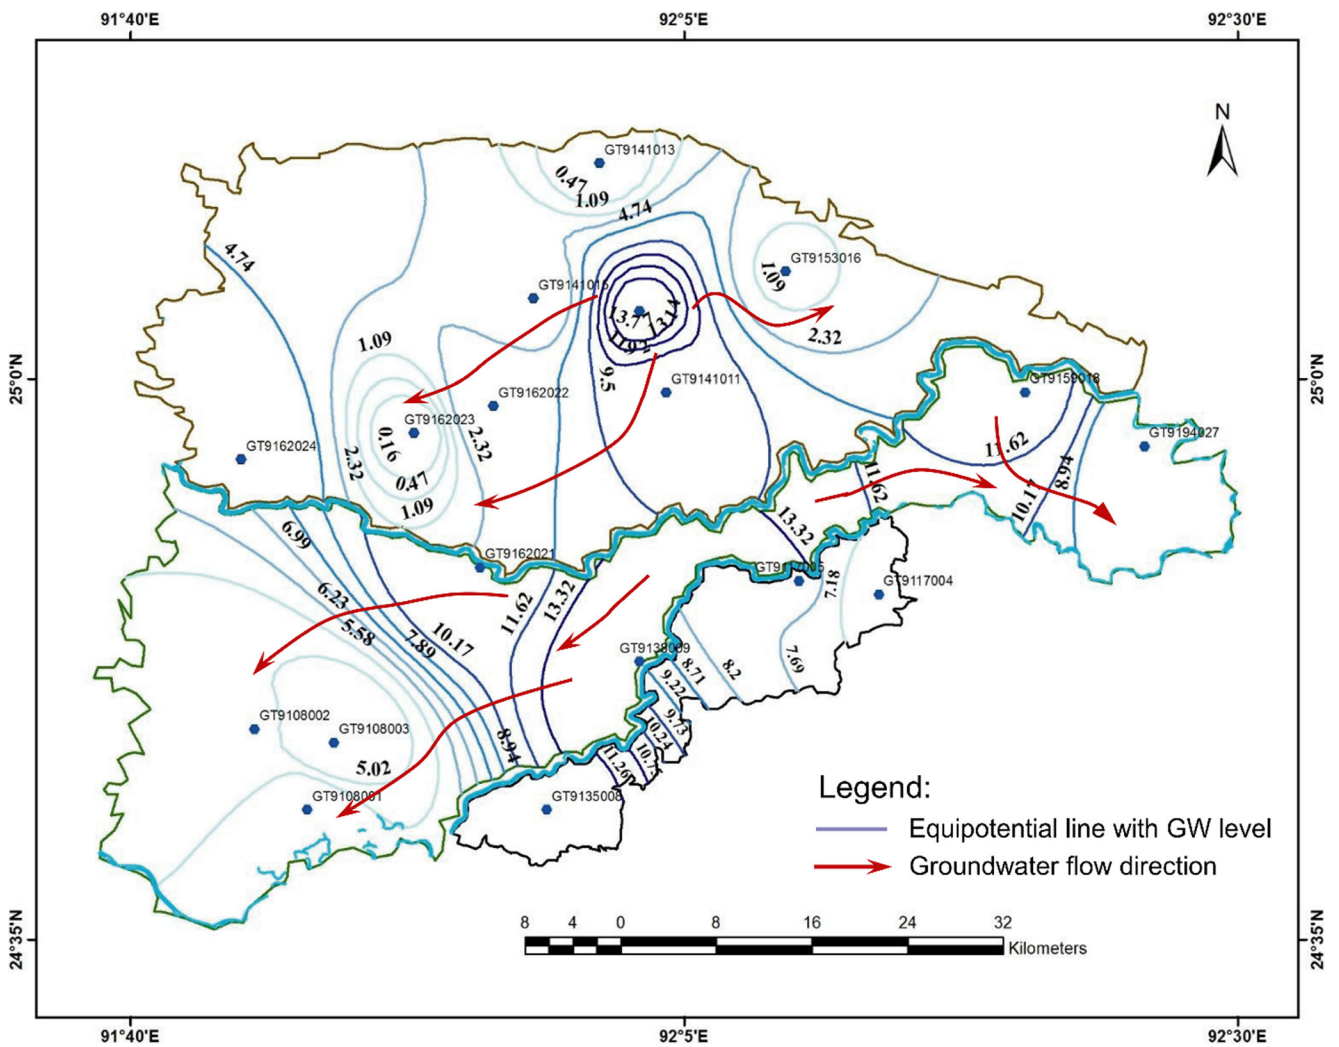 91°40'E
92°5'E
92°30'E
N
GT9141013
0.47
1.09
4.74
4.74
GT9153016
1.09
GT9141015
13.77
13.14
11.92
2.32
1.09
9.5
25°0'N
25°0'N
GT9141011
GT9159018
GT9162022
GT9162023
0.16
2.32
GT9162024
2.32
0.47
1.09
11.62
GT9194027
8.94
10.17
11.62
13.32
6.99
GT9162021
GT9117005
GT9117004
7.18
6.23
5.58
7.89
10.17
11.62
13.32
GT9138009
8.71
8.2
7.69
9.22
GT9108002
GT9108003
8.94
9.73
10.24
10.75
11.26
5.02
GT9108001
GT9135008
Legend:
Equipotential line with GW level
Groundwater flow direction
8 4 0 8 16 24 32
Kilometers
24°35'N
24°35'N
91°40'E
92°5'E
92°30'E